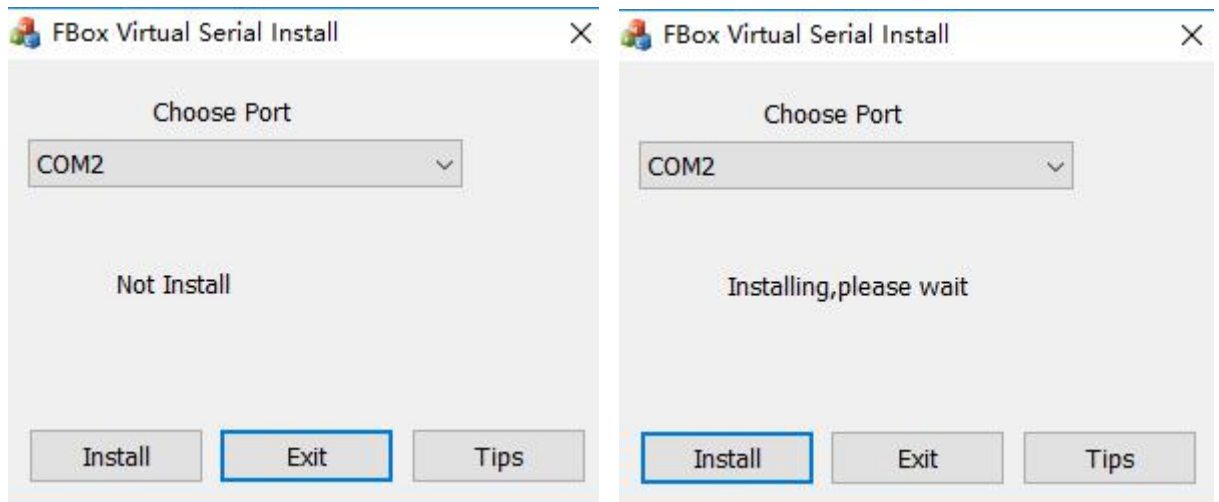 FBox Virtual Serial Install
Choose Port
COM2
Not Install
Install Exit Tips
FBox Virtual Serial Install
Choose Port
COM2
Installing,please wait
Install Exit Tips